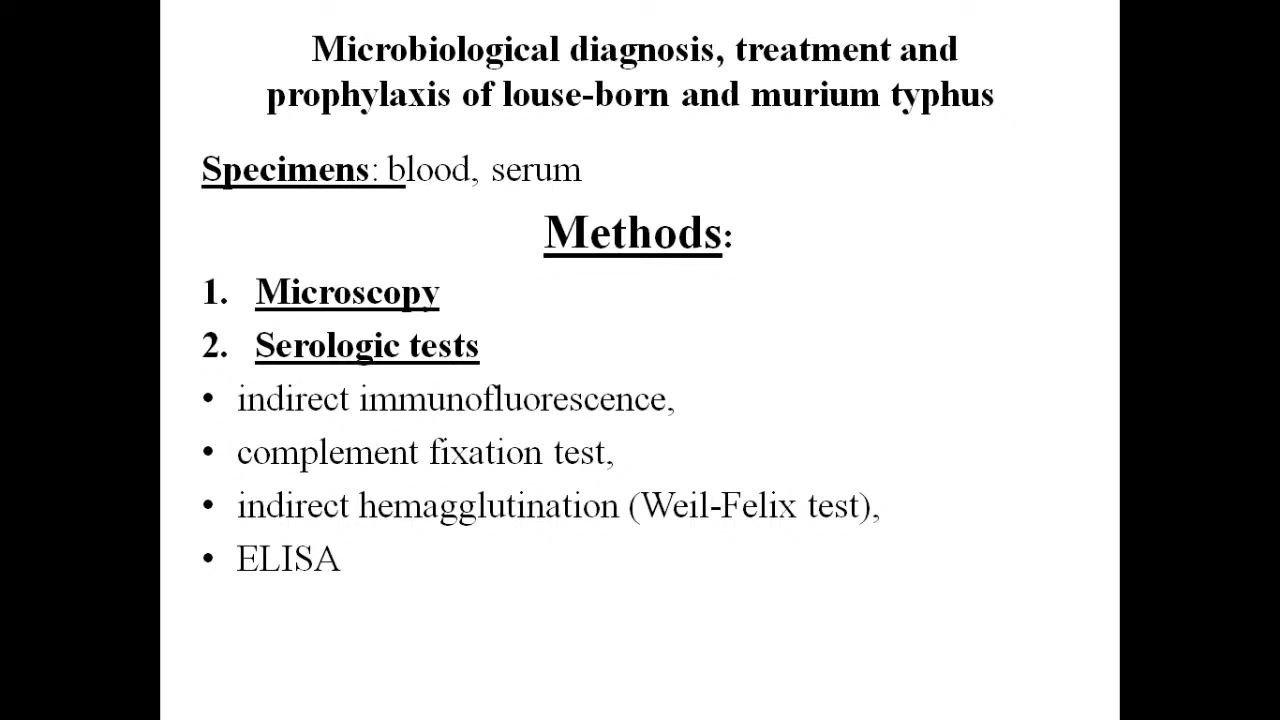 Microbiological diagnosis, treatment and
prophylaxis of louse-born and murium typhus
Specimens: blood, serum
Methods:
1. Microscopy
2. Serologic tests
• indirect immunofluorescence,
• complement fixation test,
• indirect hemagglutination (Weil-Felix test),
• ELISA